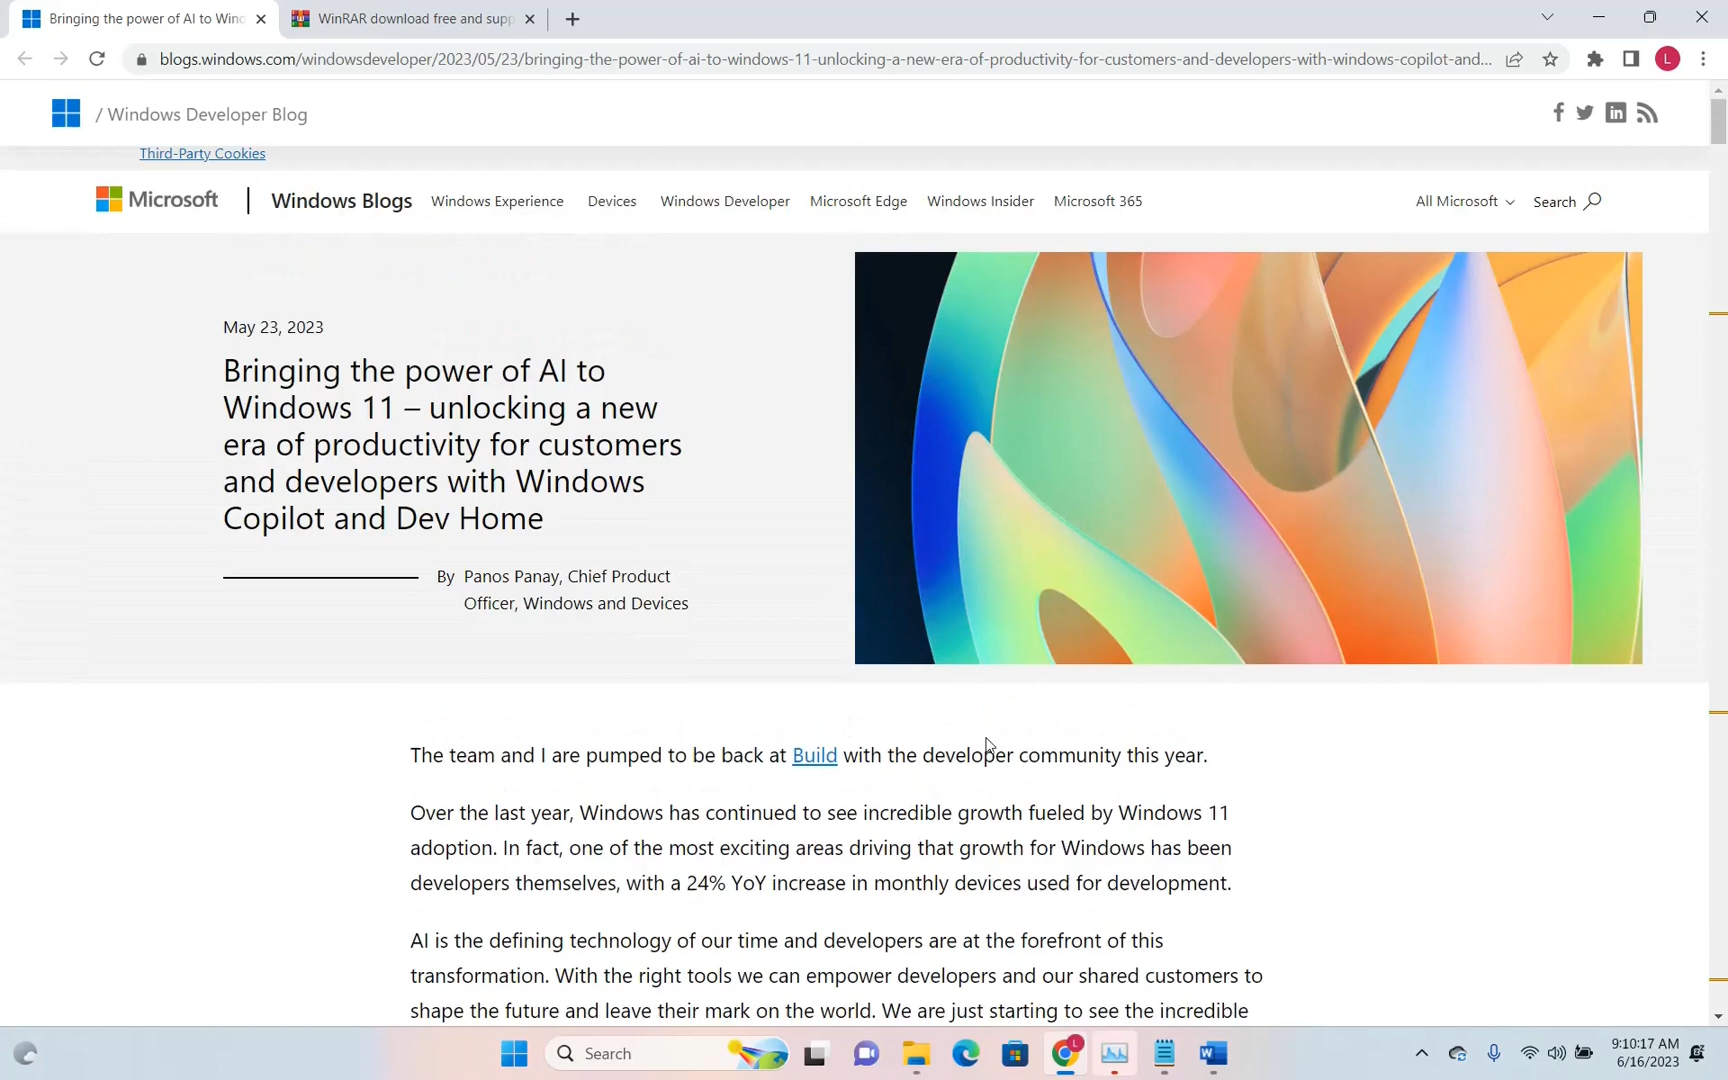 Bringing the power of AI to Winc
WinRAR download free and supp
blogs.windows.com/windowsdeveloper/2023/05/23/bringing-the-power-of-ai-to-windows-11-unlocking-a-new-era-of-productivity-for-customers-and-developers-with-windows-copilot-and...
L
/ Windows Developer Blog
Third-Party Cookies
Microsoft
Windows Blogs
Windows Experience
Devices
Windows Developer
Microsoft Edge
Windows Insider
Microsoft 365
All Microsoft
Search
May 23, 2023
Bringing the power of AI to
Windows 11 – unlocking a new
era of productivity for customers
and developers with Windows
Copilot and Dev Home
By Panos Panay, Chief Product
Officer, Windows and Devices
The team and I are pumped to be back at Build with the developer community this year.
Over the last year, Windows has continued to see incredible growth fueled by Windows 11
adoption. In fact, one of the most exciting areas driving that growth for Windows has been
developers themselves, with a 24% YoY increase in monthly devices used for development.
AI is the defining technology of our time and developers are at the forefront of this
transformation. With the right tools we can empower developers and our shared customers to
shape the future and leave their mark on the world. We are just starting to see the incredible
Search
L
W
9:10:17 AM
6/16/2023